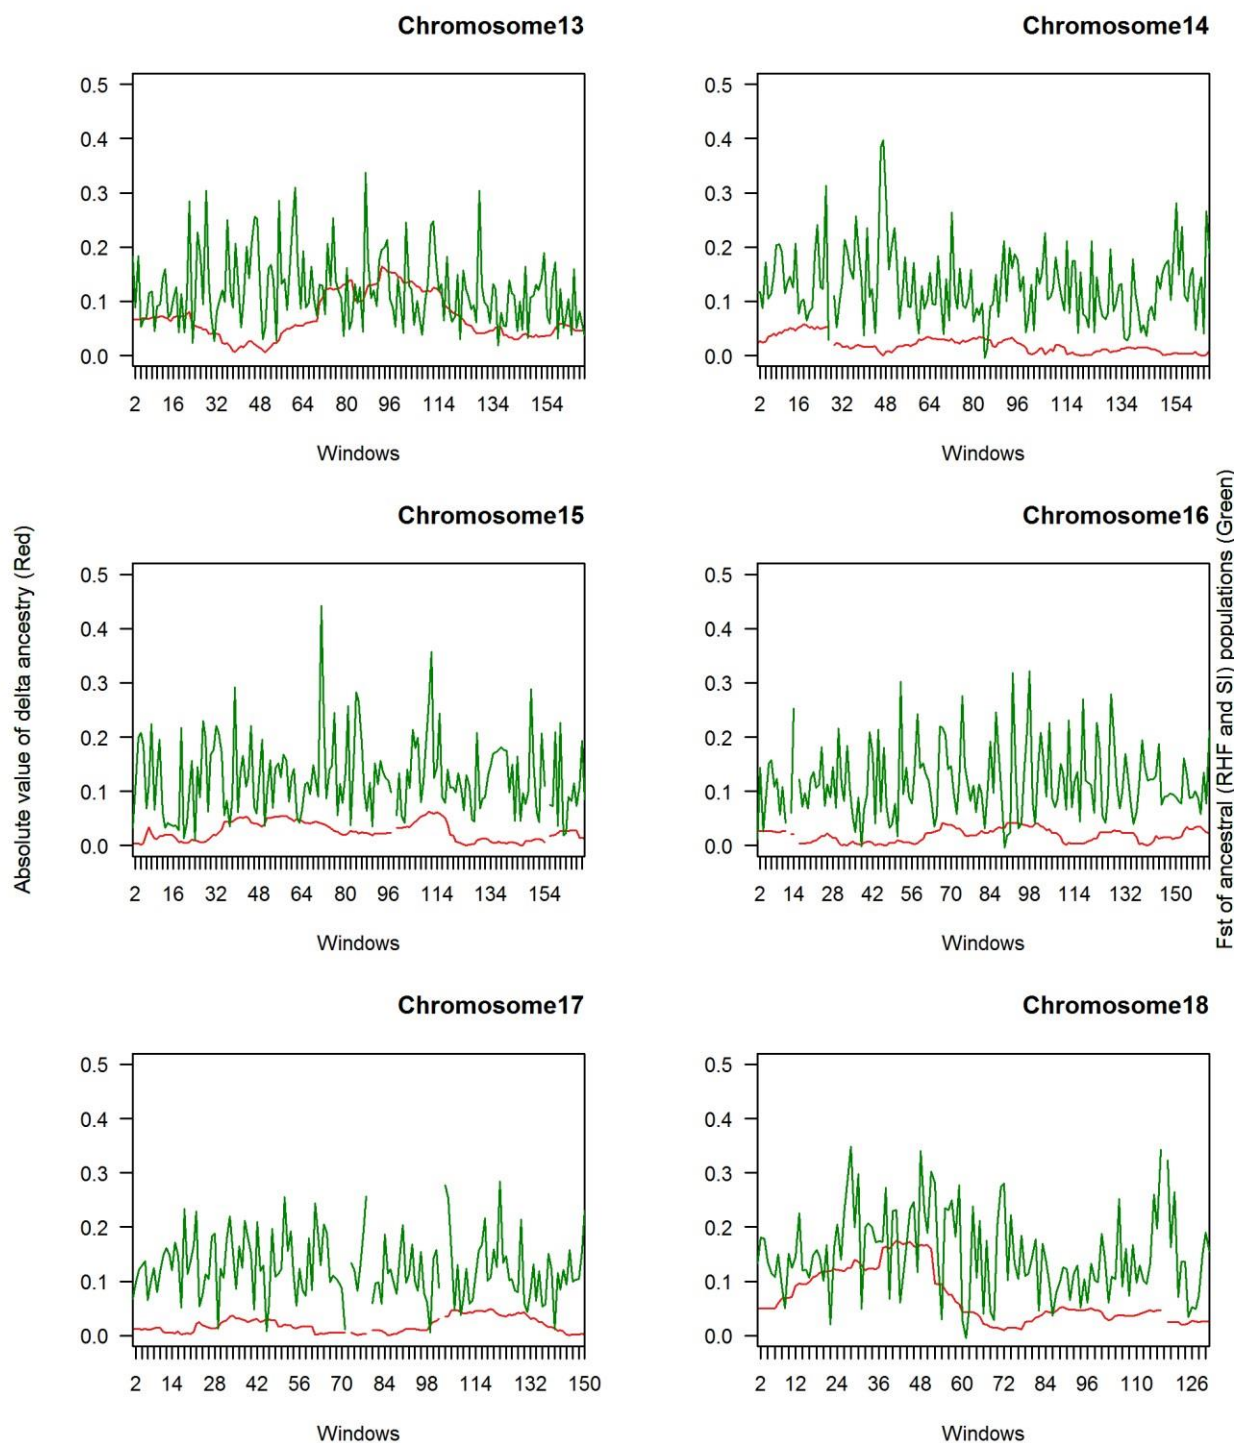 Chromosome13
0.5
0.4
0.3
0.2
0.1
0.0
2 16 32 48 64 80 96 114 134 154
Windows
Chromosome14
0.5
0.4
0.3
0.2
0.1
0.0
2 16 32 48 64 80 96 114 134 154
Windows
Absolute value of delta ancestry (Red)
Chromosome15
0.5
0.4
0.3
0.2
0.1
0.0
2 16 32 48 64 80 96 114 134 154
Windows
Chromosome16
0.5
0.4
0.3
0.2
0.1
0.0
2 14 28 42 56 70 84 98 114 132 150
Windows
Fst of ancestral (RHF and SI) populations (Green)
Chromosome17
0.5
0.4
0.3
0.2
0.1
0.0
2 14 28 42 56 70 84 98 114 132 150
Windows
Chromosome18
0.5
0.4
0.3
0.2
0.1
0.0
2 12 24 36 48 60 72 84 96 110 126
Windows